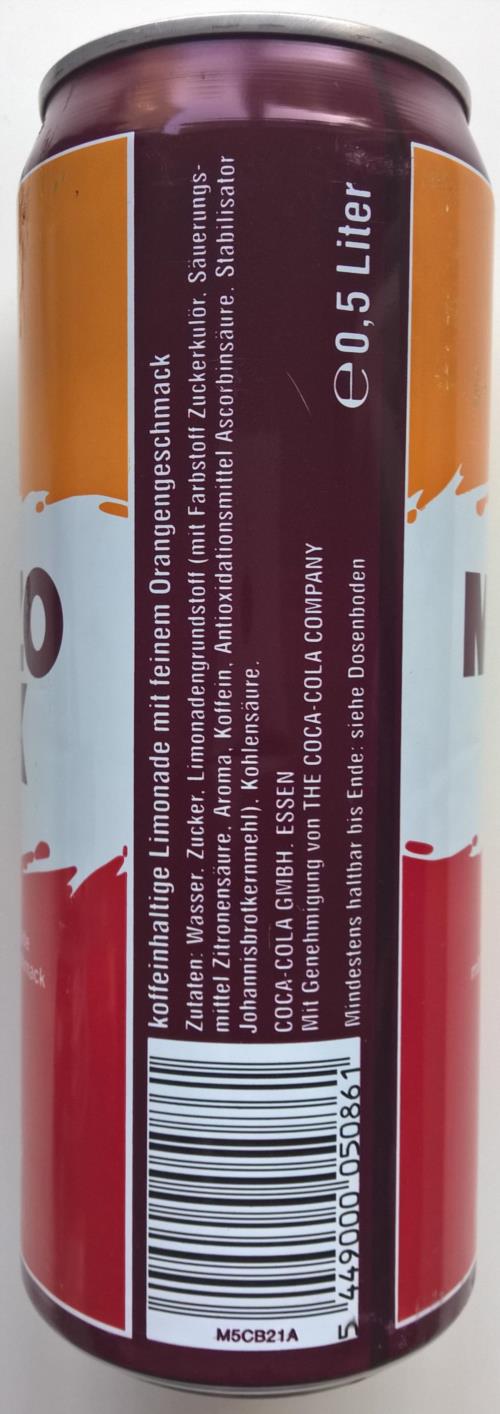 koffeinhaltige Limonade mit feinem Orangengeschmack
Zutaten: Wasser, Zucker, Limonadengrundstoff (mit Farbstoff Zuckerkulör, Säuerungs-
mittel Zitronensäure, Aroma, Koffein, Antioxidationsmittel Ascorbinsäure, Stabilisator
Johannisbrotkernmehl), Kohlensäure.
COCA-COLA GMBH. ESSEN
Mit Genehmigung von THE COCA-COLA COMPANY
Mindestens haltbar bis Ende: siehe Dosenboden
e 0,5 Liter
5 449000 050861
M5CB21A